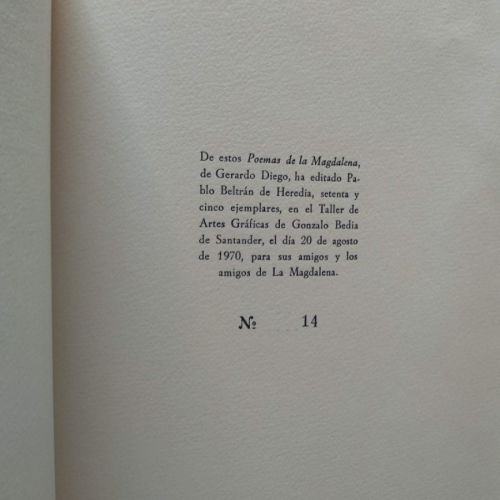 De estos Poemas de la Magdalena,
de Gerardo Diego, ha editado Pa-
blo Beltrán de Heredia, setenta y
cinco ejemplares, en el Taller de
Artes Gráficas de Gonzalo Bedia
de Santander, el día 20 de agosto
de 1970, para sus amigos y los
amigos de La Magdalena.
№ 14